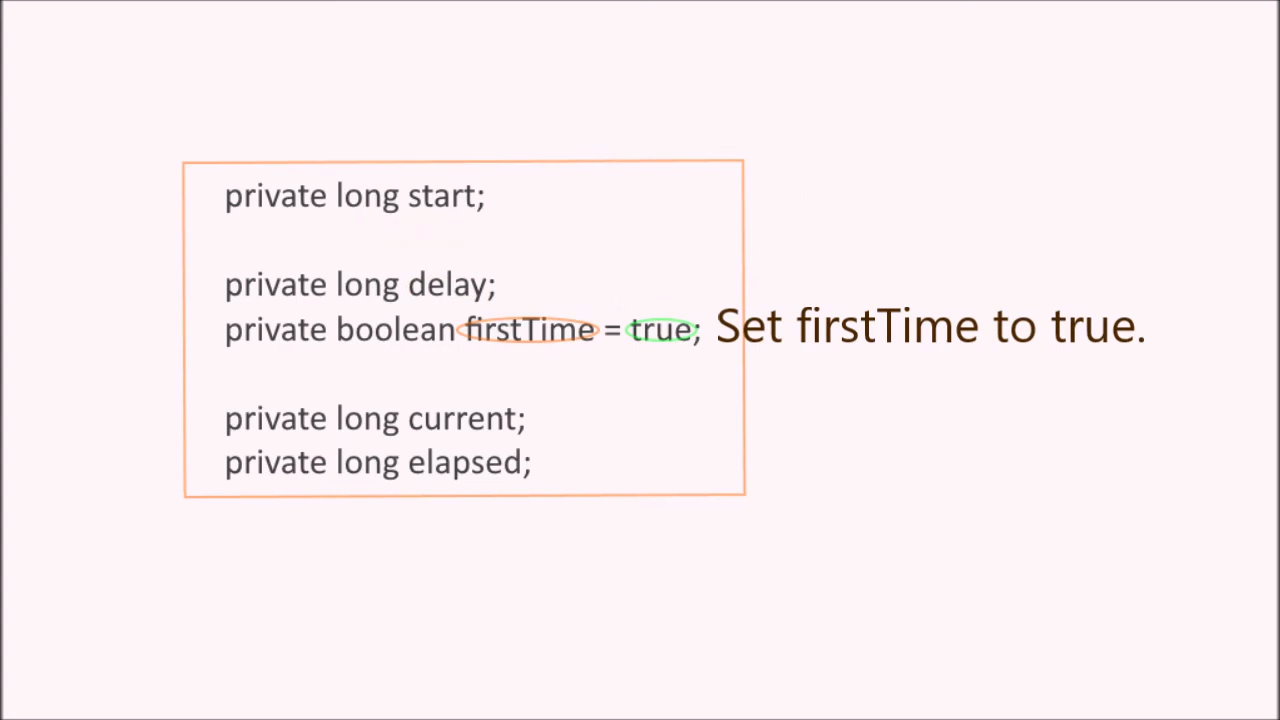 private long start;
private long delay;
private boolean firstTime = true; Set firstTime to true.
private long current;
private long elapsed;